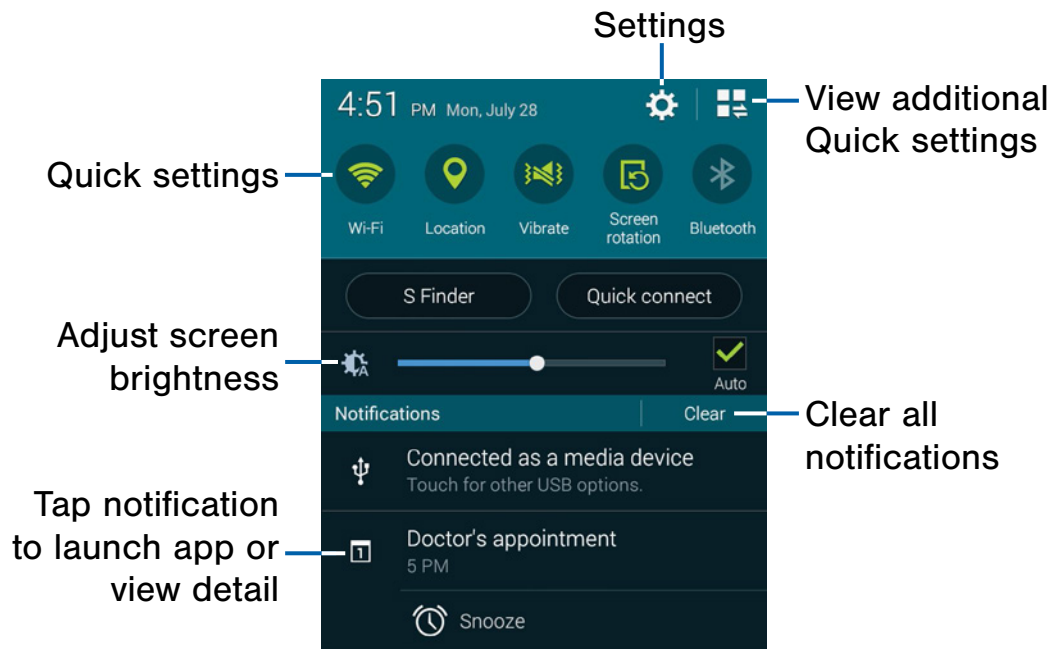 Settings
4:51 PM Mon, July 28
View additional
Quick settings
Quick settings
Wi-Fi
Location
Vibrate
Screen
rotation
Bluetooth
S Finder
Quick connect
Adjust screen
brightness
A
Auto
Notifications
Clear
Clear all
notifications
Connected as a media device
Touch for other USB options.
Tap notification
to launch app or
view detail
1
Doctor's appointment
5 PM
Snooze